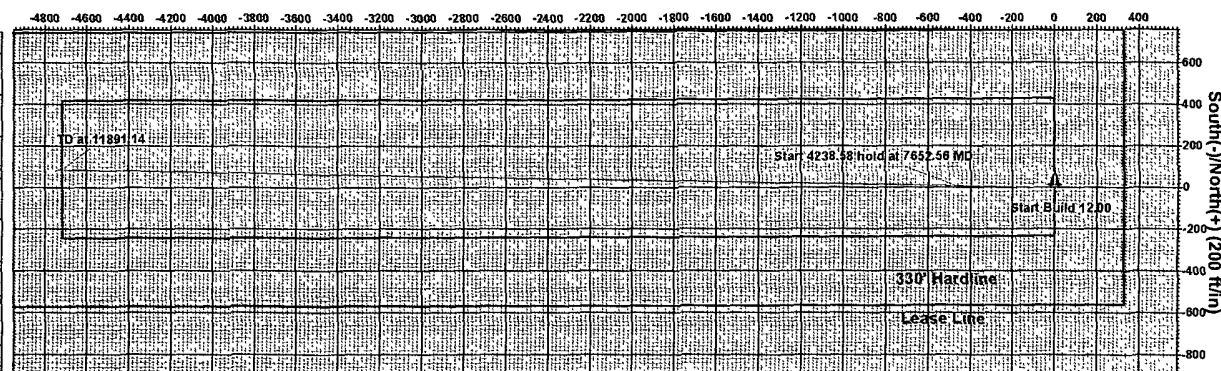 -4800 -4600 -4400 -4200 -4000 -3800 -3600 -3400 -3200 -3000 -2800 -2600 -2400 -2200 -2000 -1800 -1600 -1400 -1200 -1000 -800 -600 -400 -200 0 200 400
600
400
TD at 11891.14
200
Start 4238.58 hold at 7652.56 MD
0
Start Build 12.00
-200
330' Hardline
-400
-600
Lease Line
-800
South(-)/North(+) (200 ft/in)